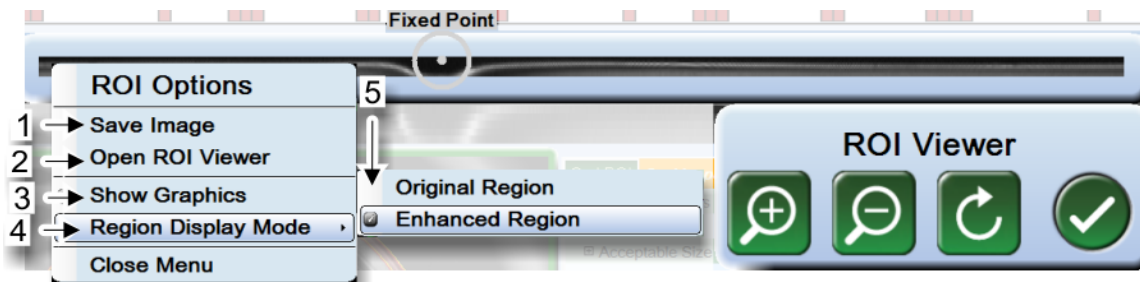 Fixed Point
ROI Options
5
1 Save Image
2 Open ROI Viewer
3 Show Graphics
4 Region Display Mode
Close Menu
Original Region
Enhanced Region
Acceptable Size
ROI Viewer